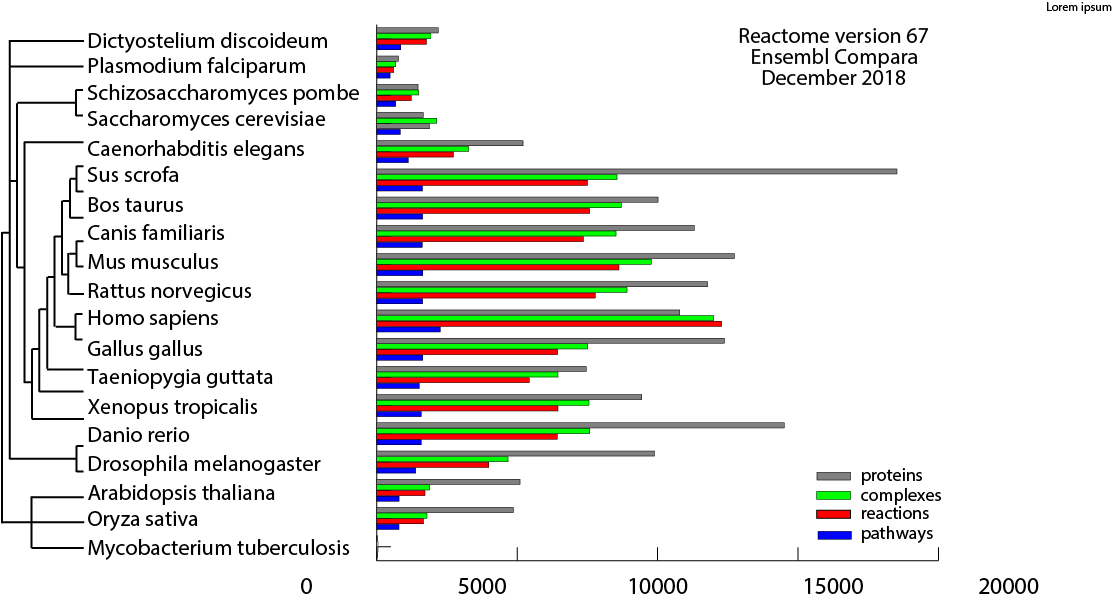 Lorem ipsum
Reactome version 67
Ensembl Compara
December 2018
Dictyostelium discoideum
Plasmodium falciparum
Schizosaccharomyces pombe
Saccharomyces cerevisiae
Caenorhabditis elegans
Sus scrofa
Bos taurus
Canis familiaris
Mus musculus
Rattus norvegicus
Homo sapiens
Gallus gallus
Taeniopygia guttata
Xenopus tropicalis
Danio rerio
Drosophila melanogaster
Arabidopsis thaliana
Oryza sativa
Mycobacterium tuberculosis
proteins
complexes
reactions
pathways
0 5000 10000 15000 20000